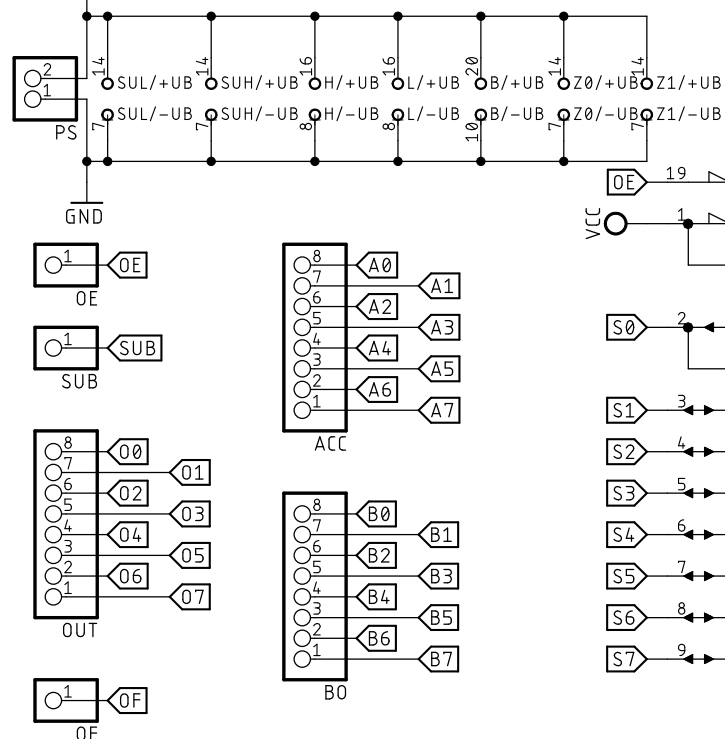 14 14 16 16 20 14 14
2
SUL/+UB SUH/+UB H/+UB L/+UB B/+UB Z0/+UB Z1/+UB
1
SUL/-UB SUH/-UB H/-UB L/-UB B/-UB Z0/-UB Z1/-UB
PS
7 7 8 8 10 7 7
OE 19
GND
VCC 1
1 OE
OE
8 A0
7 A1
6 A2
5 A3
4 A4
3 A5
2 A6
1 A7
ACC
S0 2
1 SUB
SUB
S1 3
S2 4
S3 5
S4 6
S5 7
S6 8
S7 9
8 O0
7 O1
6 O2
5 O3
4 O4
3 O5
2 O6
1 O7
OUT
8 B0
7 B1
6 B2
5 B3
4 B4
3 B5
2 B6
1 B7
BO
1 OF